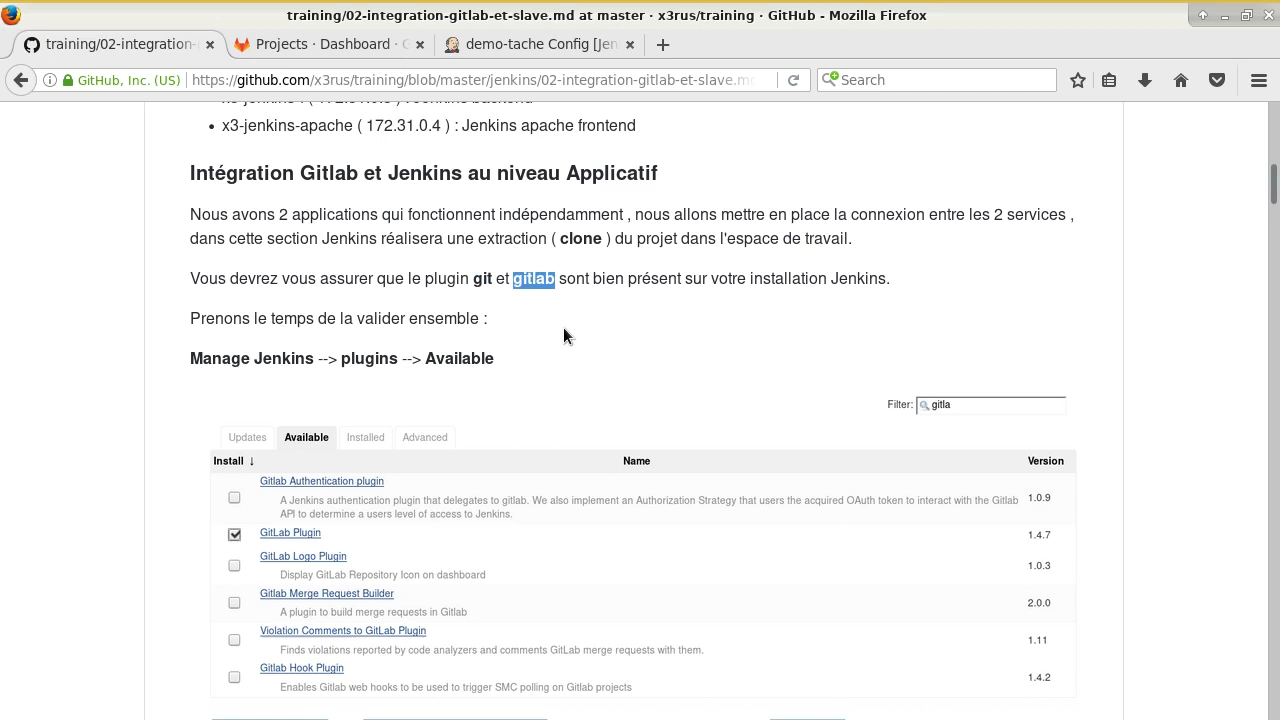 training/02-integration-gitlab-et-slave.md at master · x3rus/training · GitHub - Mozilla Firefox
training/02-integration-
Projects · Dashboard ·
demo-tache Config [Jen
GitHub, Inc. (US)
https://github.com/x3rus/training/blob/master/jenkins/02-integration-gitlab-et-slave.md
Search
x3-jenkins-apache ( 172.31.0.4 ) : Jenkins apache frontend
Intégration Gitlab et Jenkins au niveau Applicatif
Nous avons 2 applications qui fonctionnent indépendamment , nous allons mettre en place la connexion entre les 2 services ,
dans cette section Jenkins réalisera une extraction ( clone ) du projet dans l'espace de travail.
Vous devrez vous assurer que le plugin git et gitlab sont bien présent sur votre installation Jenkins.
Prenons le temps de la valider ensemble :
Manage Jenkins --> plugins --> Available
Filter: gitla
Updates Available Installed Advanced
Install ↓ Name Version
Gitlab Authentication plugin
A Jenkins authentication plugin that delegates to gitlab. We also implement an Authorization Strategy that users the acquired OAuth token to interact with the Gitlab
API to determine a users level of access to Jenkins.
1.0.9
GitLab Plugin 1.4.7
GitLab Logo Plugin
Display GitLab Repository Icon on dashboard
1.0.3
Gitlab Merge Request Builder
A plugin to build merge requests in Gitlab
2.0.0
Violation Comments to GitLab Plugin
Finds violations reported by code analyzers and comments GitLab merge requests with them.
1.11
Gitlab Hook Plugin
Enables Gitlab web hooks to be used to trigger SMC polling on Gitlab projects
1.4.2